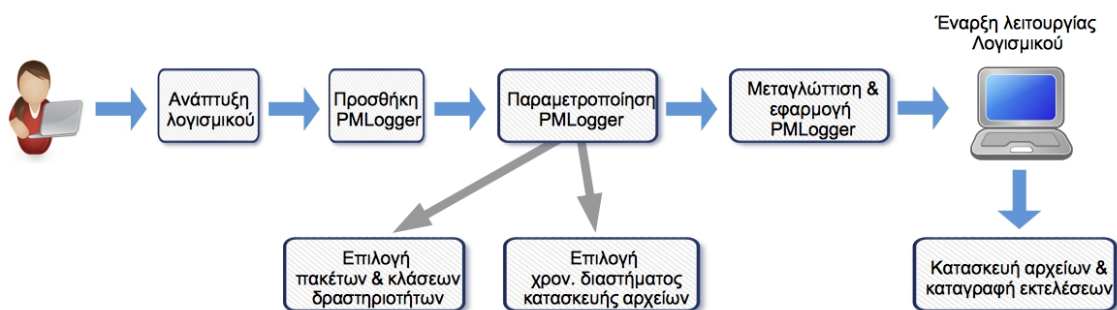 Έναρξη λειτουργίας
Λογισμικού
Ανάπτυξη
λογισμικού
Προσθήκη
PMLogger
Παραμετροποίηση
PMLogger
Μεταγλώττιση &
εφαρμογή
PMLogger
Επιλογή
πακέτων & κλάσεων
δραστηριοτήτων
Επιλογή
χρον. διαστήματος
κατασκευής αρχείων
Κατασκευή αρχείων &
καταγραφή εκτελέσεων